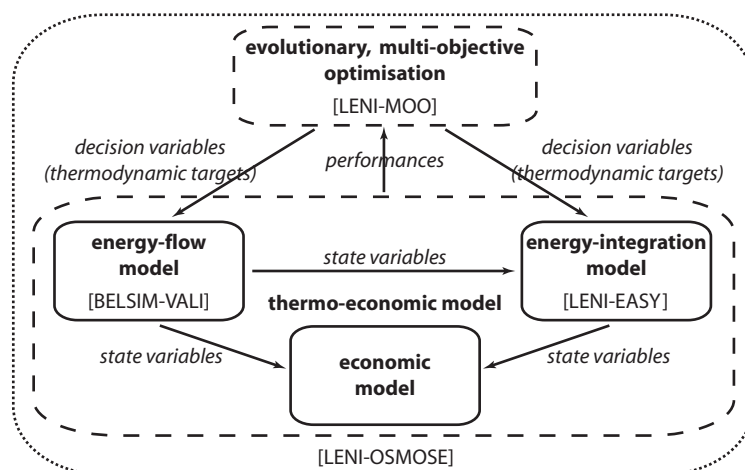 evolutionary, multi-objective
optimisation
[LENI-MOO]
decision variables
(thermodynamic targets)
performances
decision variables
(thermodynamic targets)
energy-flow
model
[BELSIM-VALI]
state variables
energy-integration
model
[LENI-EASY]
thermo-economic model
state variables
economic
model
state variables
[LENI-OSMOSE]